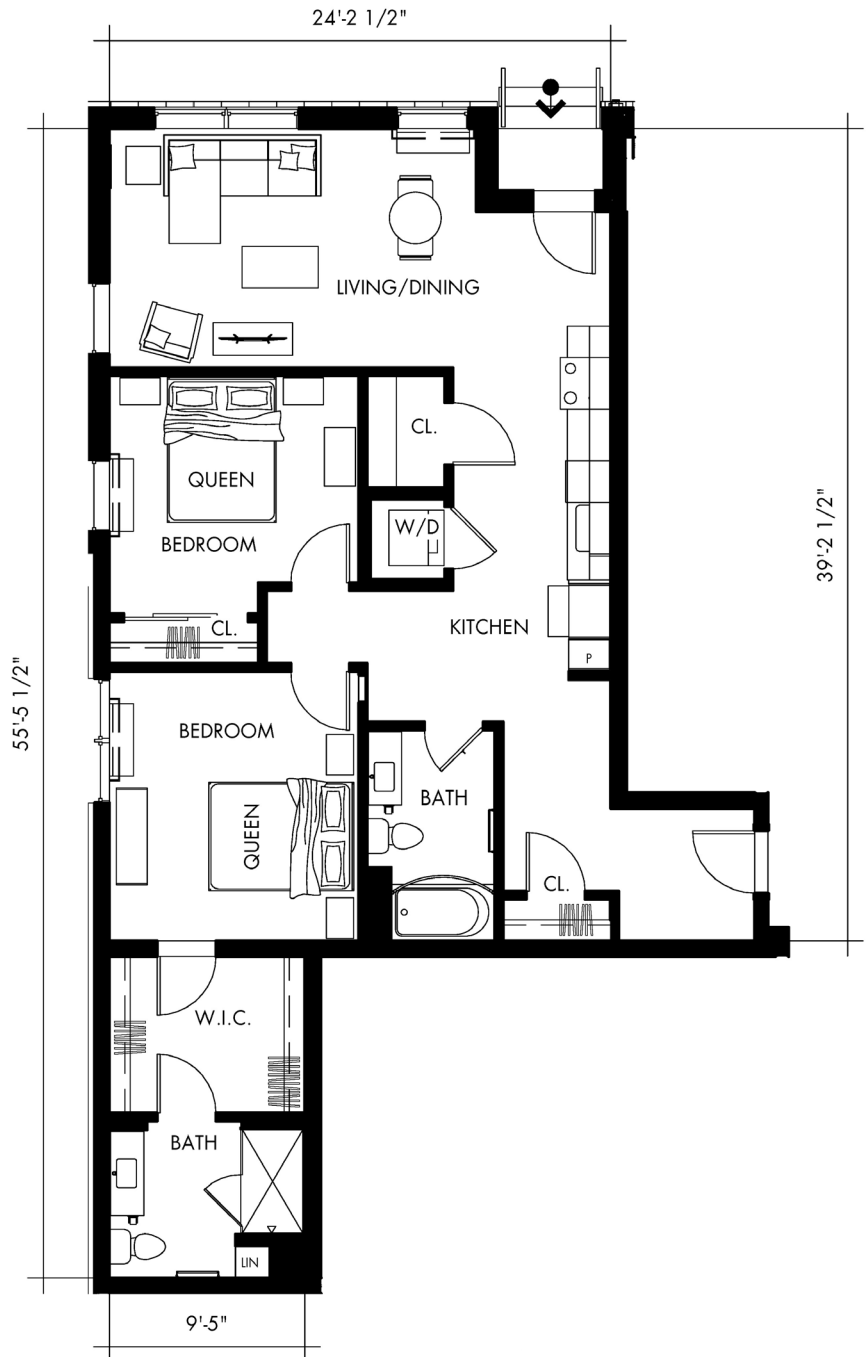 24'-2 1/2"
LIVING/DINING
CL.
QUEEN
W/D
BEDROOM
39'-2 1/2"
CL.
KITCHEN
P
55'-5 1/2"
BEDROOM
BATH
QUEEN
CL.
W.I.C.
BATH
LIN
9'-5"